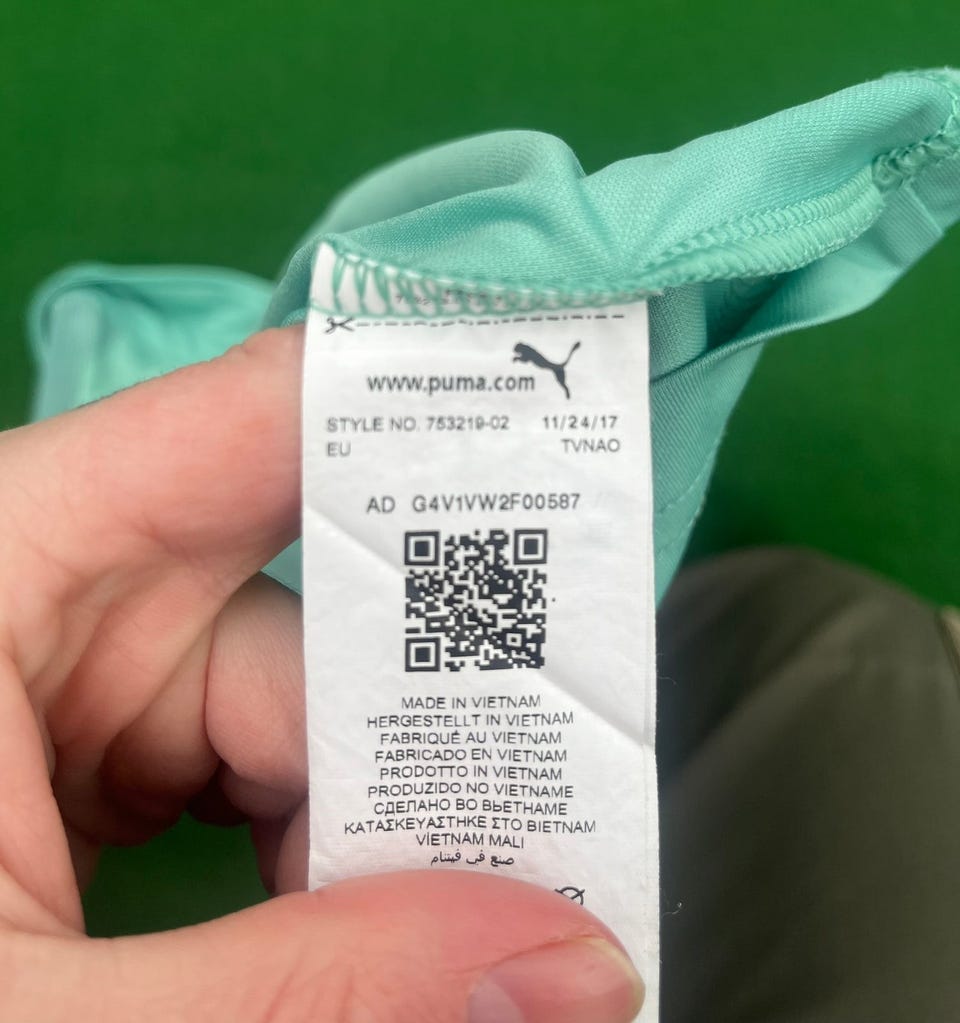 www.puma.com
STYLE NO. 753219-02 11/24/17
EU TVNAO
AD G4V1VW2F00587
MADE IN VIETNAM
HERGESTELLT IN VIETNAM
FABRIQUÉ AU VIETNAM
FABRICADO EN VIETNAM
PRODOTTO IN VIETNAM
PRODUZIDO NO VIETNAME
СДЕЛАНО ВО ВЬЕТНАМЕ
ΚΑΤΑΣΚΕΥΑΣΤΗΚΕ ΣΤΟ ΒΙΕΤΝΑΜ
VİETNAM MALI
صنع في فيتنام